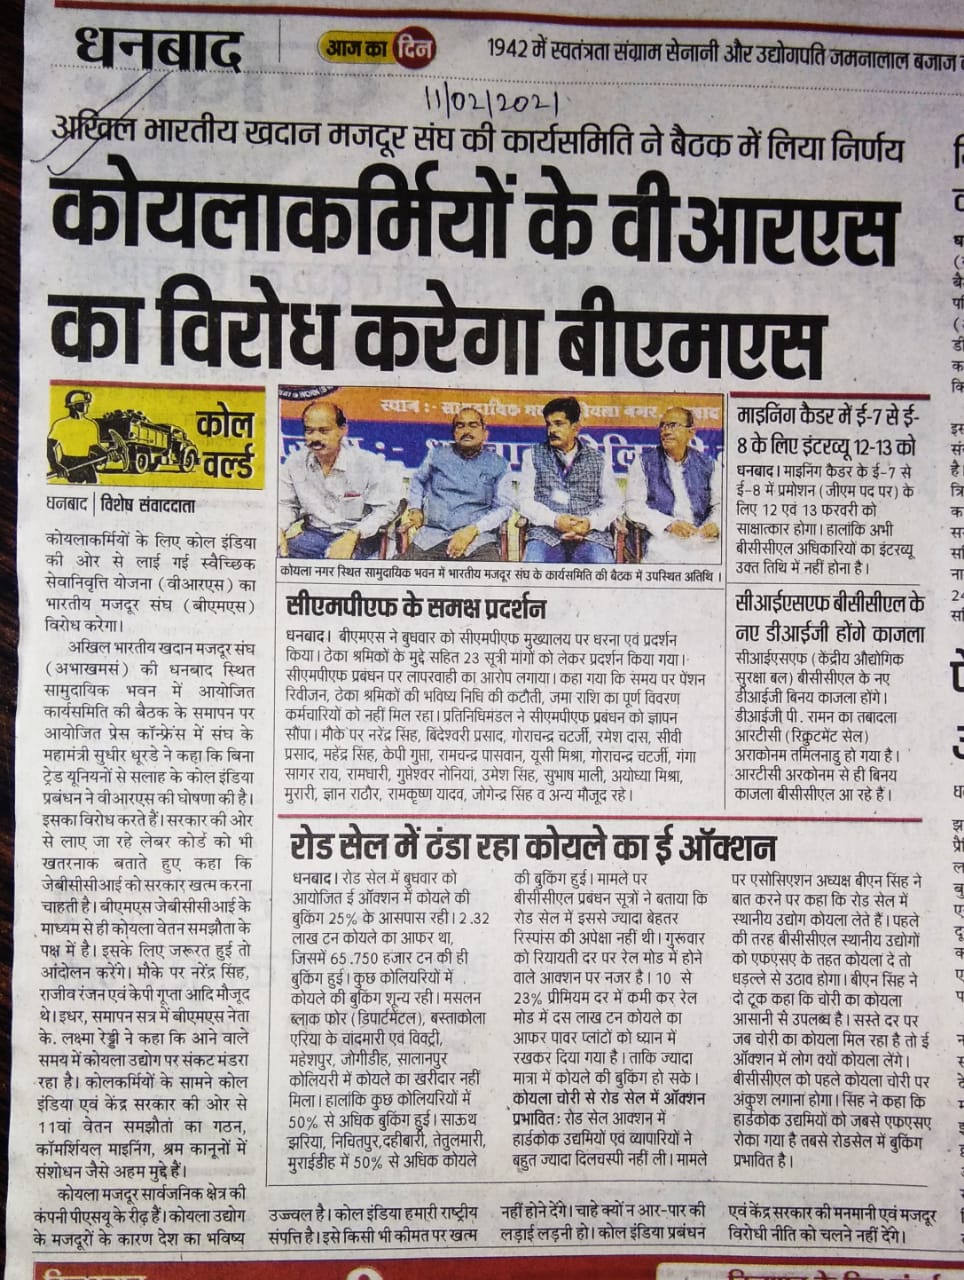 धनबाद
आज का दिन
1942 में स्वतंत्रता संग्राम सेनानी और उद्योगपति जमनालाल बजाज
11/02/2021
अखिल भारतीय खदान मजदूर संघ की कार्यसमिति ने बैठक में लिया निर्णय
कोयलाकर्मियों के वीआरएस
का विरोध करेगा बीएमएस
कोल
वर्ल्ड
धनबाद | विशेष संवाददाता
कोयलाकर्मियों के लिए कोल इंडिया
की ओर से लाई गई स्वैच्छिक
सेवानिवृत्ति योजना (वीआरएस) का
भारतीय मजदूर संघ (बीएमएस)
विरोध करेगा।
अखिल भारतीय खदान मजदूर संघ
(अभाखमसं) की धनबाद स्थित
सामुदायिक भवन में आयोजित
कार्यसमिति की बैठक के समापन पर
आयोजित प्रेस कॉन्फ्रेंस में संघ के
महामंत्री सुधीर धूरडे ने कहा कि बिना
ट्रेड यूनियनों से सलाह के कोल इंडिया
प्रबंधन ने वीआरएस की घोषणा की है।
इसका विरोध करते हैं। सरकार की ओर
से लाए जा रहे लेबर कोर्ड को भी
खतरनाक बताते हुए कहा कि
जेबीसीसीआई को सरकार खत्म करना
चाहती है। बीएमएस जेबीसीसीआई के
माध्यम से ही कोयला वेतन समझौता के
पक्ष में है। इसके लिए जरूरत हुई तो
आंदोलन करेंगे। मौके पर नरेंद्र सिंह,
राजीव रंजन एवं केपी गुप्ता आदि मौजूद
थे। इधर, समापन सत्र में बीएमएस नेता
के. लक्ष्मा रेड्डी ने कहा कि आने वाले
समय में कोयला उद्योग पर संकट मंडरा
रहा है। कोलकर्मियों के सामने कोल
इंडिया एवं केंद्र सरकार की ओर से
11वां वेतन समझौता का गठन,
कॉमर्शियल माइनिंग, श्रम कानूनों में
संशोधन जैसे अहम मुद्दे हैं।
कोयला मजदूर सार्वजनिक क्षेत्र की
कंपनी पीएसयू के रीढ़ हैं। कोयला उद्योग
के मजदूरों के कारण देश का भविष्य
स्थान :- सामुदायिक कोयला नगर,
कोयला नगर स्थित सामुदायिक भवन में भारतीय मजदूर संघ के कार्यसमिति की बैठक में उपस्थित अतिथि।
सीएमपीएफ के समक्ष प्रदर्शन
धनबाद। बीएमएस ने बुधवार को सीएमपीएफ मुख्यालय पर धरना एवं प्रदर्शन
किया। ठेका श्रमिकों के मुद्दे सहित 23 सूत्री मांगों को लेकर प्रदर्शन किया गया।
सीएमपीएफ प्रबंधन पर लापरवाही का आरोप लगाया। कहा गया कि समय पर पेंशन
रिवीजन, ठेका श्रमिकों की भविष्य निधि की कटौती, जमा राशि का पूर्ण विवरण
कर्मचारियों को नहीं मिल रहा। प्रतिनिधिमंडल ने सीएमपीएफ प्रबंधन को ज्ञापन
सौंपा। मौके पर नरेंद्र सिंह, बिंदेश्वरी प्रसाद, गोराचन्द चटर्जी, रमेश दास, सीवी
प्रसाद, महेंद्र सिंह, केपी गुप्ता, रामचन्द्र पासवान, यूसी मिश्रा, गोराचन्द चटर्जी, गंगा
सागर राय, रामधारी, गुप्तेश्वर नोनियां, उमेश सिंह, सुभाष माली, अयोध्या मिश्रा,
मुरारी, ज्ञान राठौर, रामकृष्ण यादव, जोगेन्द्र सिंह व अन्य मौजूद रहे।
माइनिंग कैडर में ई-7 से ई-
8 के लिए इंटरव्यू 12-13 को
धनबाद। माइनिंग कैडर के ई-7 से
ई-8 में प्रमोशन (जीएम पद पर) के
लिए 12 एवं 13 फरवरी को
साक्षात्कार होगा। हालांकि अभी
बीसीसीएल अधिकारियों का इंटरव्यू
उक्त तिथि में नहीं होना है।
सीआईएसएफ बीसीसीएल के
नए डीआईजी होंगे काजला
सीआईएसएफ (केंद्रीय औद्योगिक
सुरक्षा बल) बीसीसीएल के नए
डीआईजी बिनय काजला होंगे।
डीआईजी पी. रामन का तबादला
आरटीसी (रिक्रुटमेंट सेल)
अराकोनम तमिलनाडु हो गया है।
आरटीसी अरकोनम से ही बिनय
काजला बीसीसीएल आ रहे हैं।
रोड सेल में ठंडा रहा कोयले का ई ऑक्शन
धनबाद। रोड सेल में बुधवार को
आयोजित ई ऑक्शन में कोयले की
बुकिंग 25% के आसपास रही। 2.32
लाख टन कोयले का आफर था,
जिसमें 65.750 हजार टन की ही
बुकिंग हुई। कुछ कोलियरियों में
कोयले की बुकिंग शून्य रही। मसलन
ब्लाक फोर (डिपार्टमेंटल), बस्ताकोला
एरिया के चांदमारी एवं विक्ट्री,
महेशपुर, जोगीडीह, सालानपुर
कोलियरी में कोयले का खरीदार नहीं
मिला। हालांकि कुछ कोलियरियों में
50% से अधिक बुकिंग हुई। साऊथ
झरिया, निचितपुर,दहीबारी, तेतुलमारी,
मुराईडीह में 50% से अधिक कोयले
की बुकिंग हुई। मामले पर
बीसीसीएल प्रबंधन सूत्रों ने बताया कि
रोड सेल में इससे ज्यादा बेहतर
रिस्पांस की अपेक्षा नहीं थी। गुरूवार
को रियायती दर पर रेल मोड में होने
वाले आक्शन पर नजर है। 10 से
23% प्रीमियम दर में कमी कर रेल
मोड में दस लाख टन कोयले का
आफर पावर प्लांटों को ध्यान में
रखकर दिया गया है। ताकि ज्यादा
मात्रा में कोयले की बुकिंग हो सके।
कोयला चोरी से रोड सेल में ऑक्शन
प्रभावित: रोड सेल आक्शन में
हार्डकोक उद्यमियों एवं व्यापारियों ने
बहुत ज्यादा दिलचस्पी नहीं ली। मामले
पर एसोसिएशन अध्यक्ष बीएन सिंह ने
बात करने पर कहा कि रोड सेल में
स्थानीय उद्योग कोयला लेते हैं। पहले
की तरह बीसीसीएल स्थानीय उद्योगों
को एफएसए के तहत कोयला दे तो
धड़ल्ले से उठाव होगा। बीएन सिंह ने
दो टूक कहा कि चोरी का कोयला
आसानी से उपलब्ध है। सस्ते दर पर
जब चोरी का कोयला मिल रहा है तो ई
ऑक्शन में लोग क्यों कोयला लेंगे।
बीसीसीएल को पहले कोयला चोरी पर
अंकुश लगाना होगा। सिंह ने कहा कि
हार्डकोक उद्यमियों को जबसे एफएसए
रोका गया है तबसे रोडसेल में बुकिंग
प्रभावित है।
उज्ज्वल है। कोल इंडिया हमारी राष्ट्रीय
संपत्ति है। इसे किसी भी कीमत पर खत्म
नहीं होने देंगे। चाहे क्यों न आर-पार की
लड़ाई लड़नी हो। कोल इंडिया प्रबंधन
एवं केंद्र सरकार की मनमानी एवं मजदूर
विरोधी नीति को चलने नहीं देंगे।